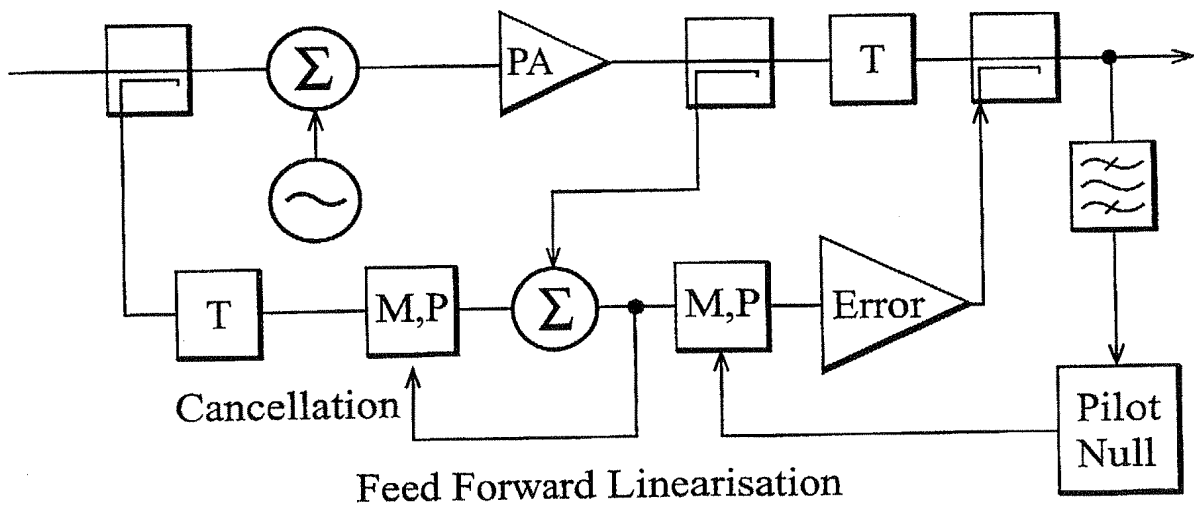 Σ
PA
T
T
M,P
Σ
M,P
Error
Cancellation
Pilot
Null
Feed Forward Linearisation